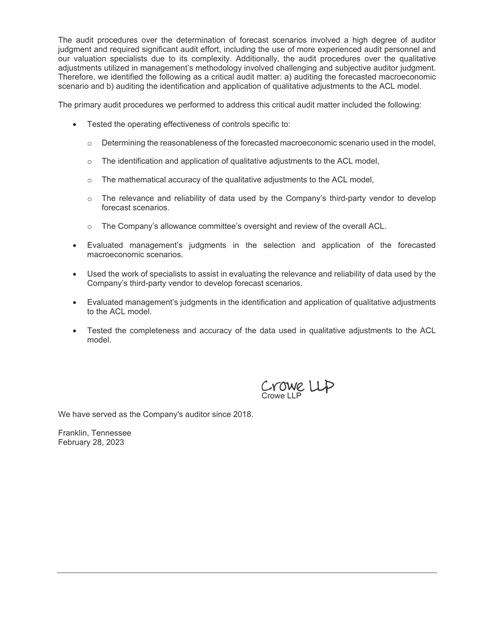 The audit procedures over the determination of forecast scenarios involved a high degree of auditor
judgment and required significant audit effort, including the use of more experienced audit personnel and
our valuation specialists due to its complexity. Additionally, the audit procedures over the qualitative
adjustments utilized in management's methodology involved challenging and subjective auditor judgment.
Therefore, we identified the following as a critical audit matter: a) auditing the forecasted macroeconomic
scenario and b) auditing the identification and application of qualitative adjustments to the ACL model.
The primary audit procedures we performed to address this critical audit matter included the following:
• Tested the operating effectiveness of controls specific to:
o Determining the reasonableness of the forecasted macroeconomic scenario used in the model,
o The identification and application of qualitative adjustments to the ACL model,
o The mathematical accuracy of the qualitative adjustments to the ACL model,
o The relevance and reliability of data used by the Company's third-party vendor to develop
forecast scenarios.
o The Company's allowance committee's oversight and review of the overall ACL.
• Evaluated management's judgments in the selection and application of the forecasted
macroeconomic scenarios.
• Used the work of specialists to assist in evaluating the relevance and reliability of data used by the
Company's third-party vendor to develop forecast scenarios.
• Evaluated management's judgments in the identification and application of qualitative adjustments
to the ACL model.
• Tested the completeness and accuracy of the data used in qualitative adjustments to the ACL
model.
Crowe LLP
Crowe LLP
We have served as the Company's auditor since 2018.
Franklin, Tennessee
February 28, 2023